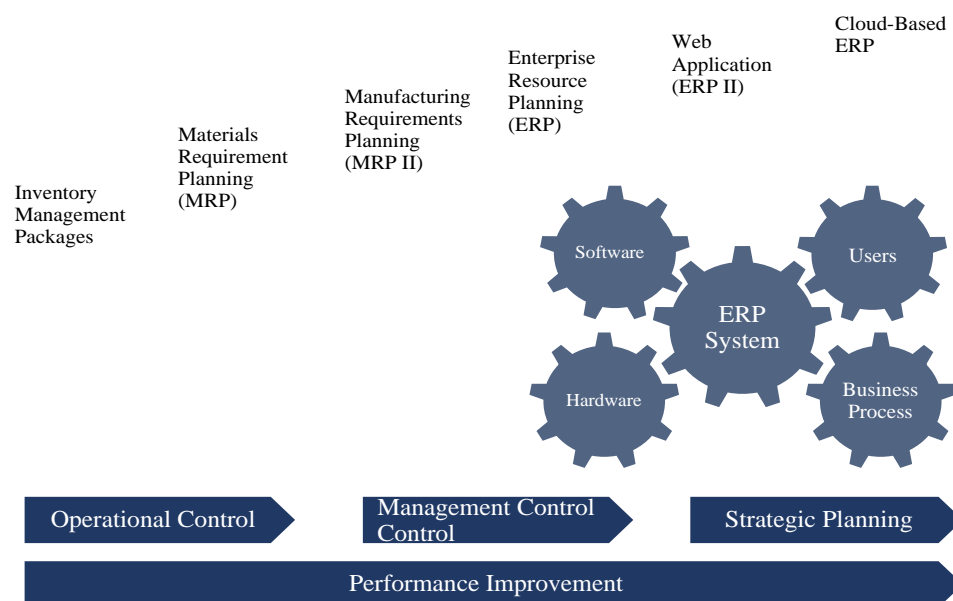 Inventory
Management
Packages
Materials
Requirement
Planning
(MRP)
Manufacturing
Requirements
Planning
(MRP II)
Enterprise
Resource
Planning
(ERP)
Web
Application
(ERP II)
Cloud-Based
ERP
Software
Users
ERP
System
Hardware
Business
Process
Operational Control
Management Control
Control
Strategic Planning
Performance Improvement